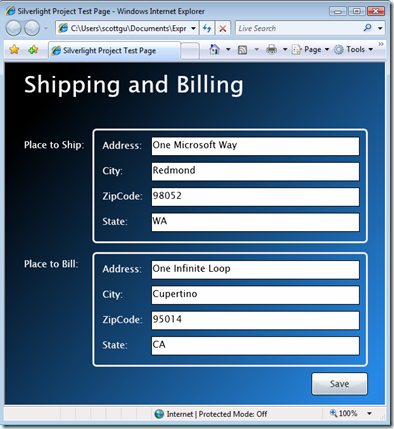 Silverlight Project Test Page - Windows Internet Explorer
C:\Users\scottgu\Documents\Expr
Live Search
Silverlight Project Test Page
Page
Tools
Shipping and Billing
Place to Ship:
Address: One Microsoft Way
City: Redmond
ZipCode: 98052
State: WA
Place to Bill:
Address: One Infinite Loop
City: Cupertino
ZipCode: 95014
State: CA
Save
Internet | Protected Mode: Off
100%